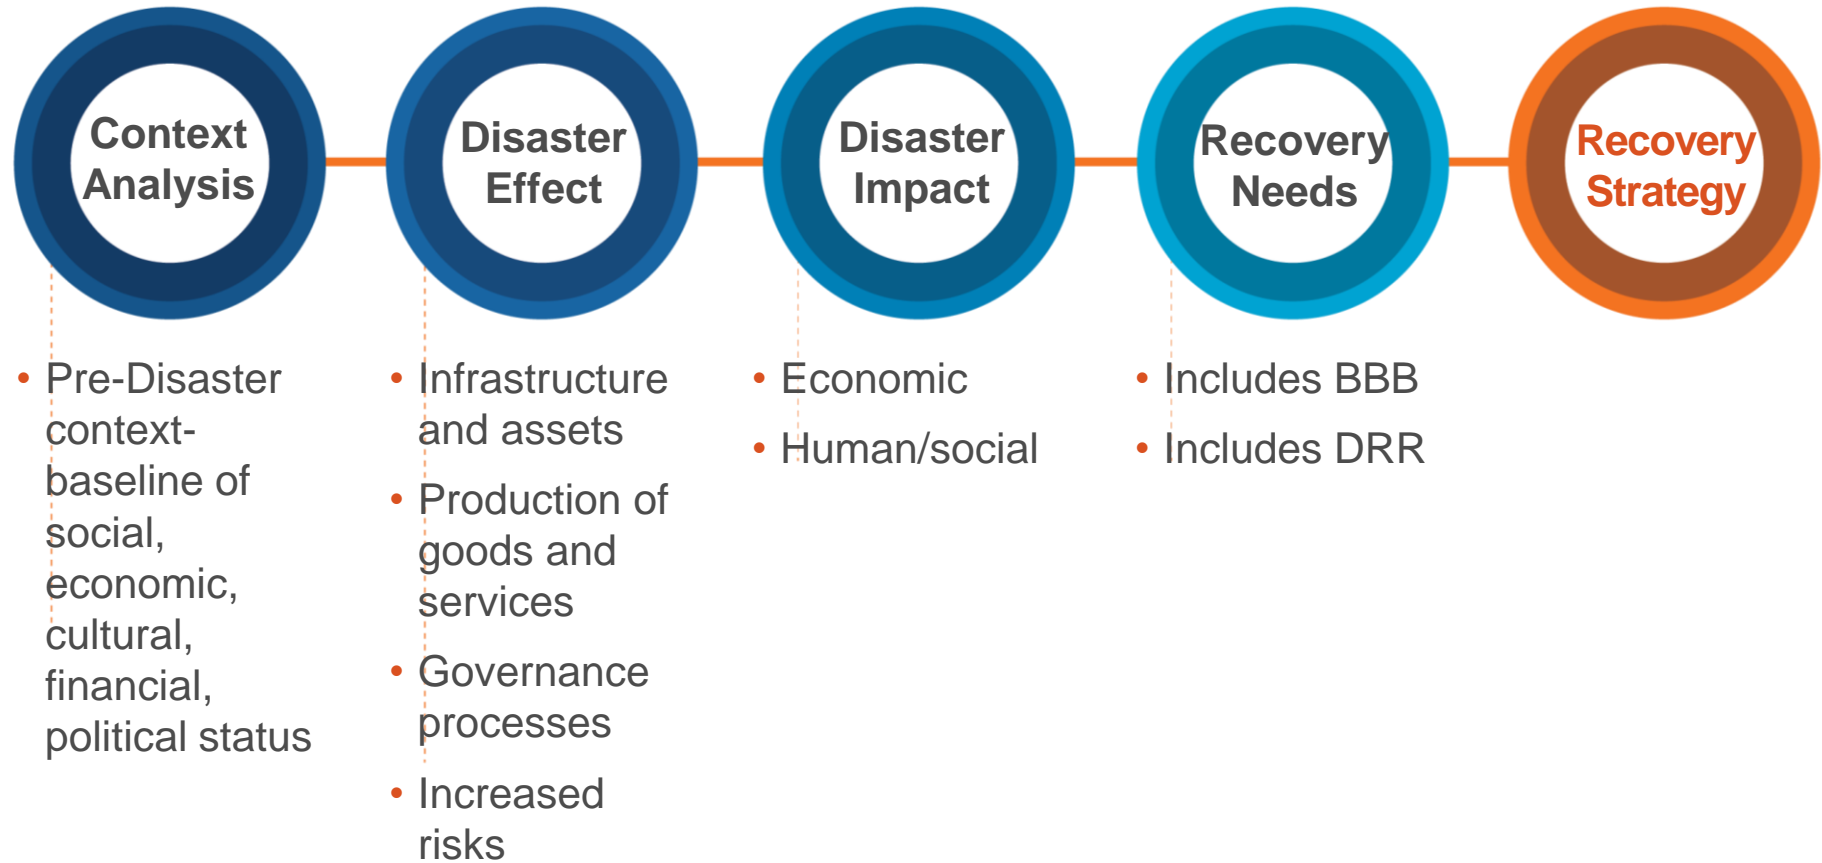 Context
Analysis
Disaster
Effect
Disaster
Impact
Recovery
Needs
Recovery
Strategy
• Pre-Disaster
context-
baseline of
social,
economic,
cultural,
financial,
political status
• Infrastructure
and assets
• Production of
goods and
services
• Governance
processes
• Increased
risks
• Economic
• Human/social
• Includes BBB
• Includes DRR